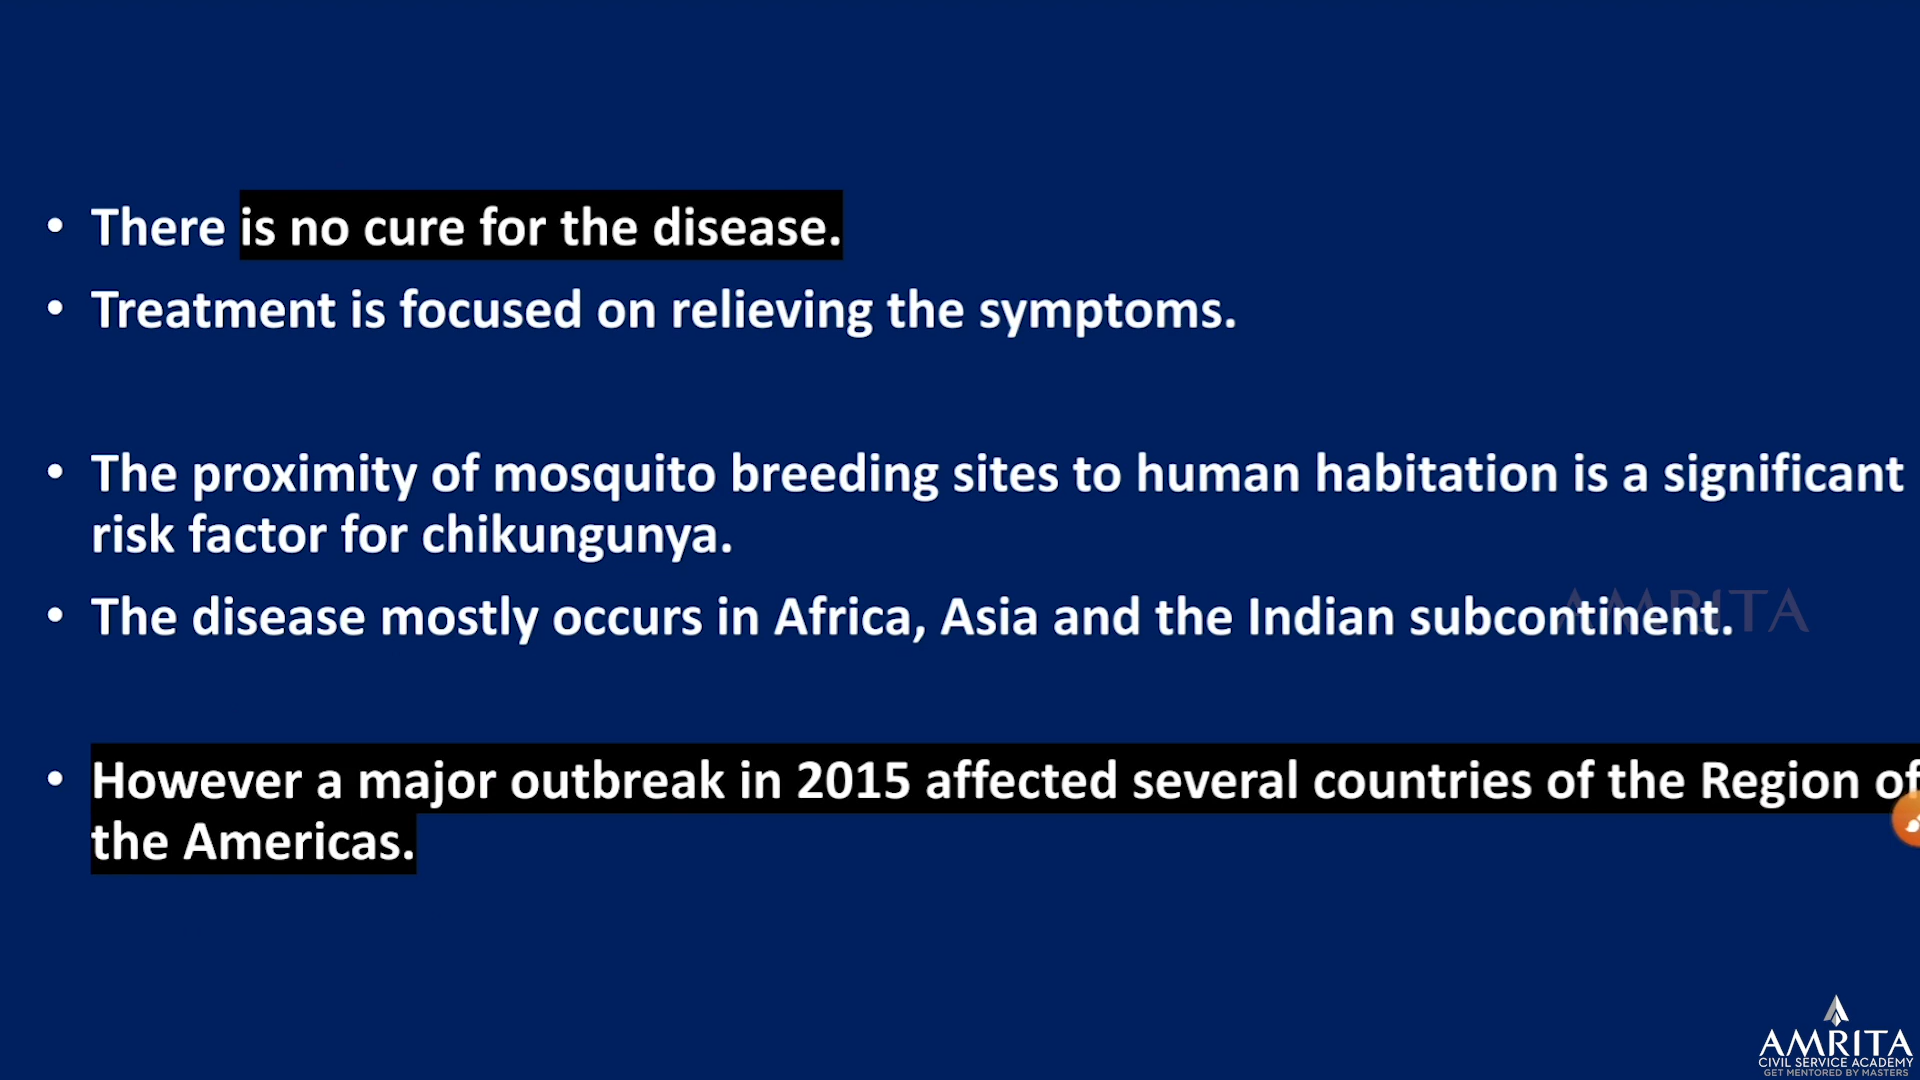 • There is no cure for the disease.
• Treatment is focused on relieving the symptoms.
• The proximity of mosquito breeding sites to human habitation is a significant
risk factor for chikungunya.
• The disease mostly occurs in Africa, Asia and the Indian subcontinent.
AMRITA
• However a major outbreak in 2015 affected several countries of the Region of
the Americas.
AMRITA
CIVIL SERVICE ACADEMY
GET MENTORED BY MASTERS